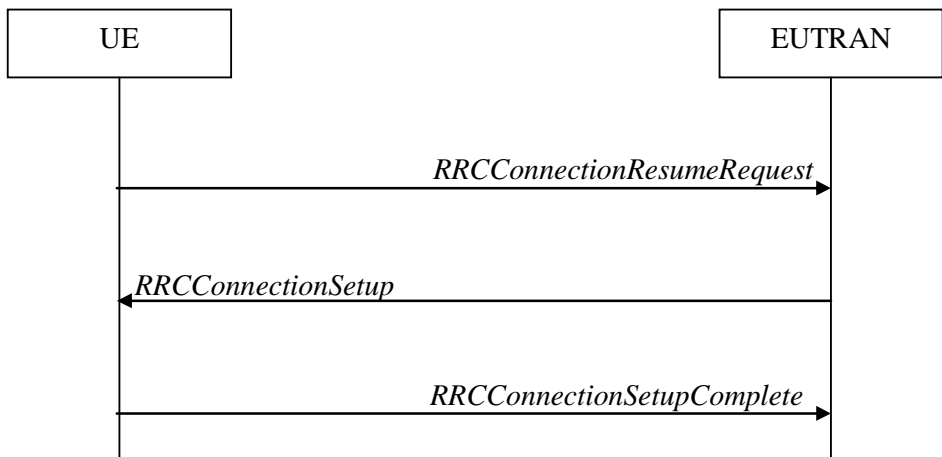 UE
EUTRAN
RRCConnectionResumeRequest
RRCConnectionSetup
RRCConnectionSetupComplete